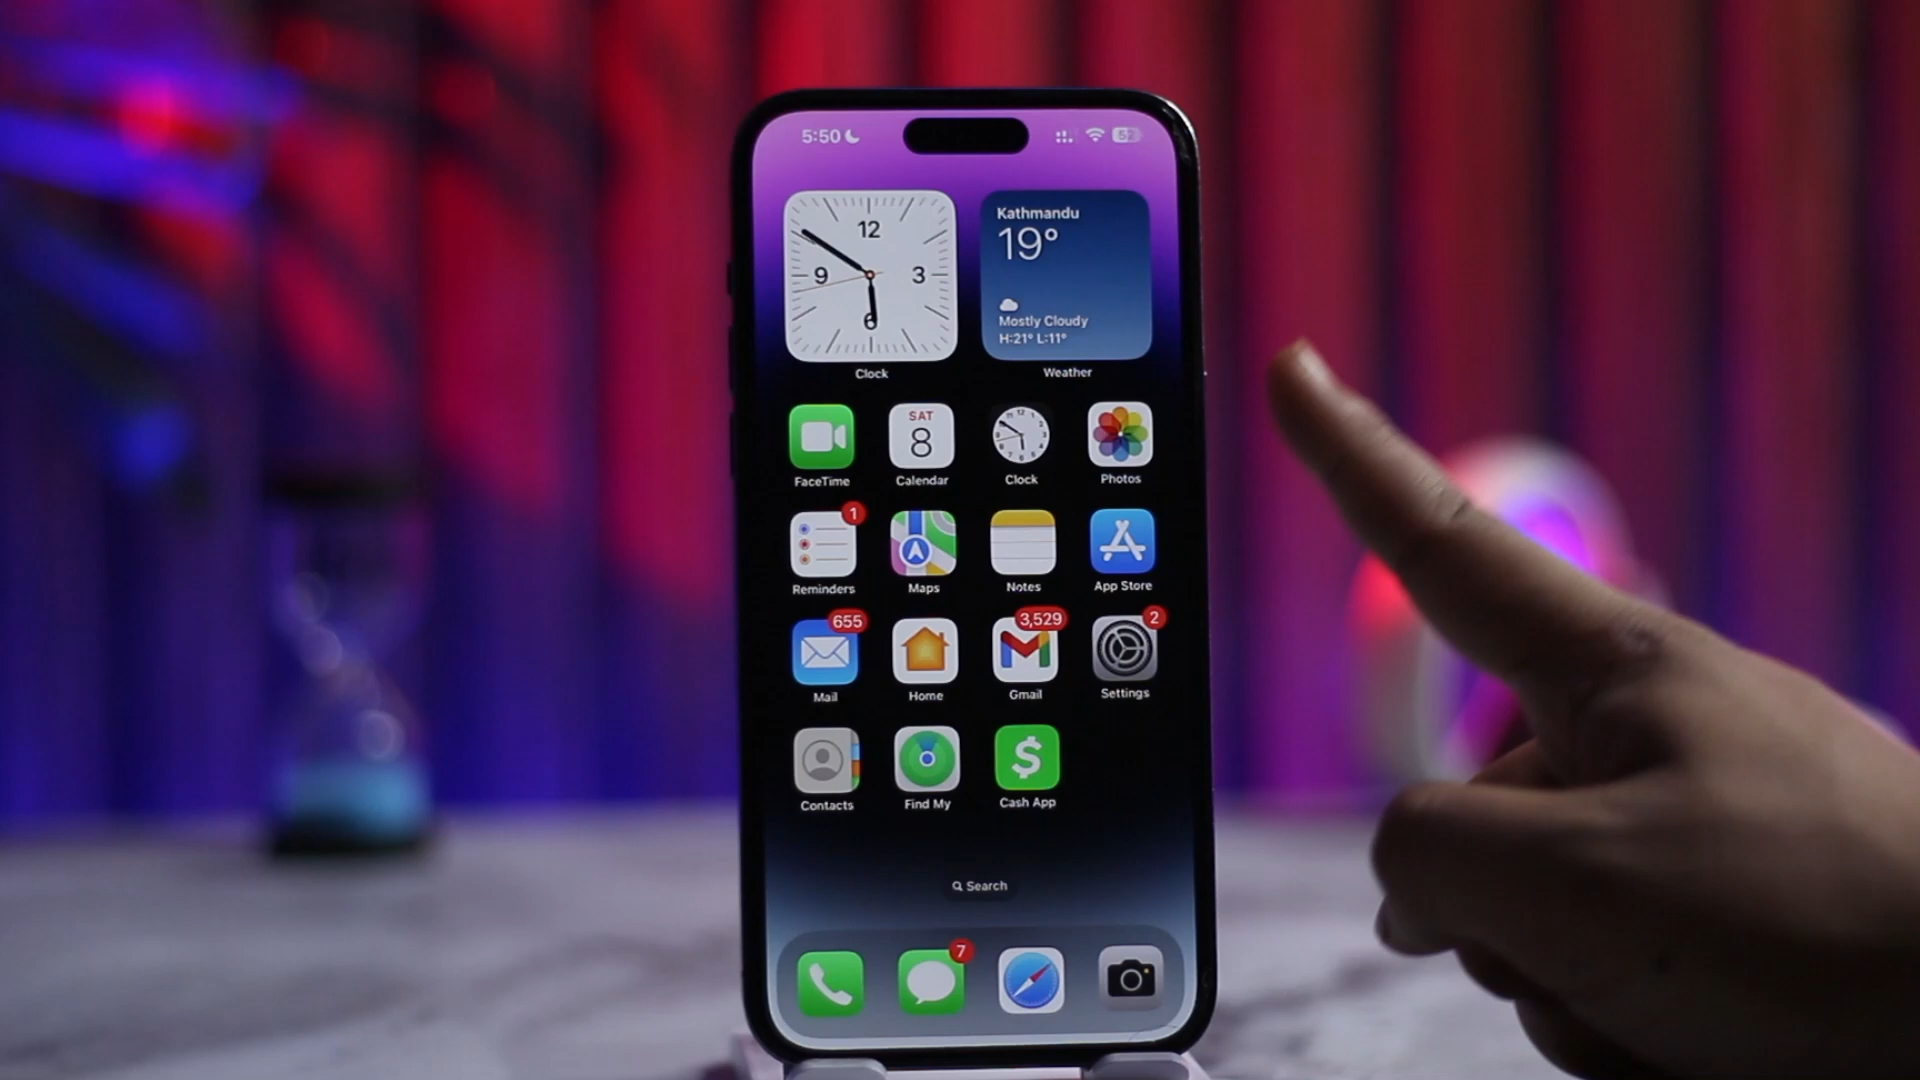 5:50
52
12
9
3
6
Clock
Kathmandu
19°
Mostly Cloudy
H:21° L:11°
Weather
FaceTime
SAT
8
Calendar
Clock
Photos
1
Reminders
Maps
Notes
App Store
655
Mail
Home
3,529
Gmail
2
Settings
Contacts
Find My
$
Cash App
Search
7